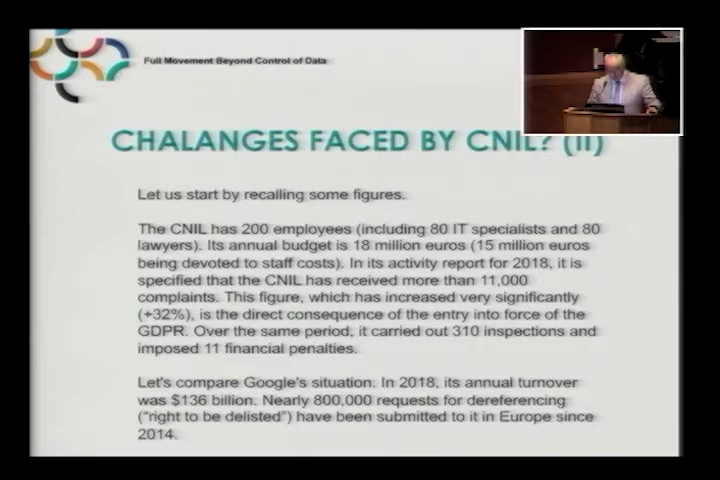 Full Movement Beyond Control of Data
CHALANGES FACED BY CNIL? (II)
Let us start by recalling some figures.
The CNIL has 200 employees (including 80 IT specialists and 80
lawyers). Its annual budget is 18 million euros (15 million euros
being devoted to staff costs). In its activity report for 2018, it is
specified that the CNIL has received more than 11,000
complaints. This figure, which has increased very significantly
(+32%), is the direct consequence of the entry into force of the
GDPR. Over the same period, it carried out 310 inspections and
imposed 11 financial penalties.
Let's compare Google's situation. In 2018, its annual turnover
was $136 billion. Nearly 800,000 requests for dereferencing
("right to be delisted") have been submitted to it in Europe since
2014.